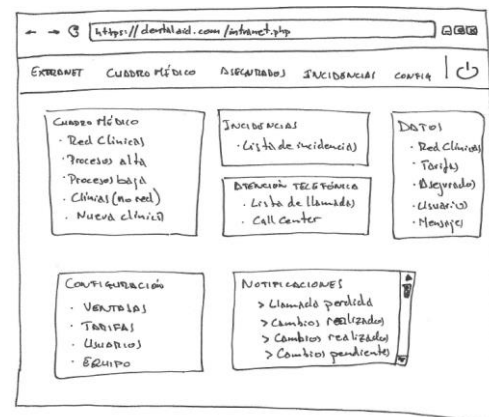 https://dentalaid.com/intranet.php
EXTRANET CUADRO MÉDICO ASEGURADOS INCIDENCIAS CONFIG
CUADRO MÉDICO
· Red Clínicas
· Procesos alta
· Procesos baja
· Clínias (no red)
· Nueva clínica
INCIDENCIAS
· Lista de incidencias
ATENCIÓN TELEFÓNICA
· Lista de llamadas
· Call Center
DATOS
· Red Clínicas
· Tarifas
· Asegurados
· Usuarios
· Mensajes
CONFIGURACIÓN
· VENTAJAS
· TARIFAS
· USUARIOS
· EQUIPO
NOTIFICACIONES
> Llamada perdida
> Cambios realizados
> Cambios realizados
> Cambios pendientes